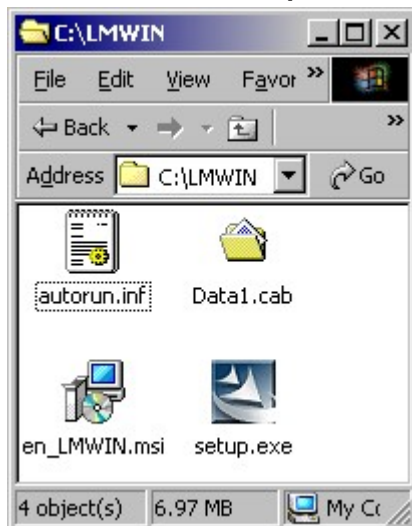 C:\LMWIN
File Edit View Favor »
Back »
Address C:\LMWIN Go
autorun.inf Data1.cab
en_LMWIN.msi setup.exe
4 object(s) 6.97 MB My Co